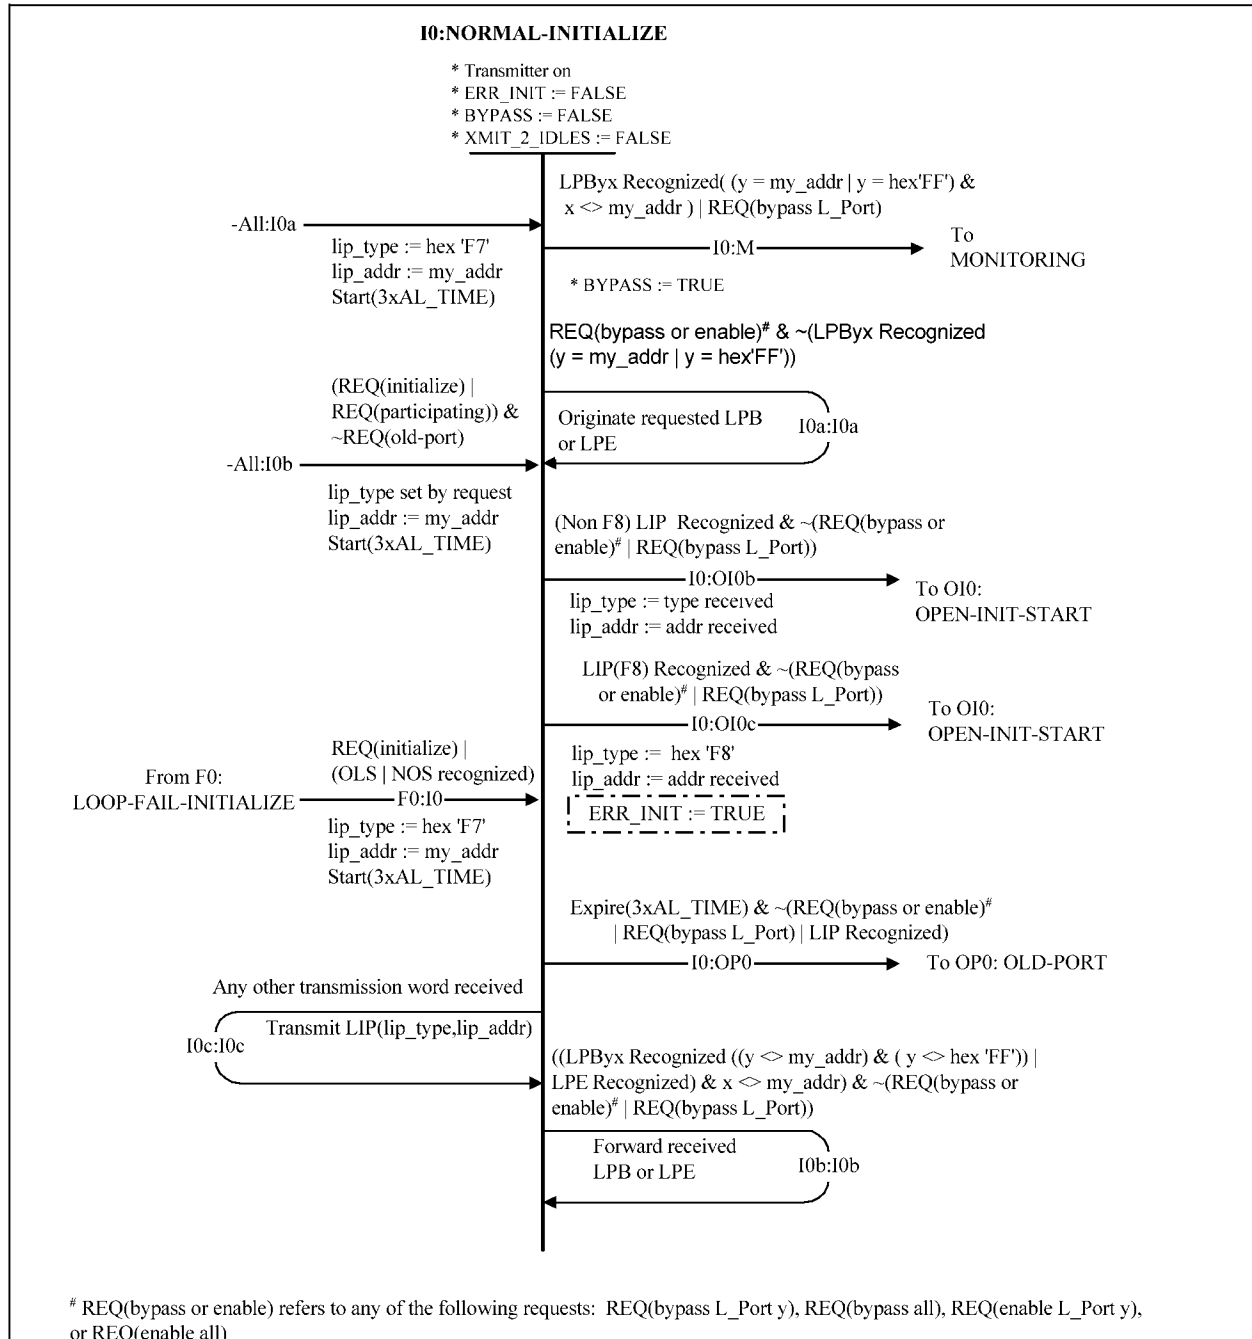 I0:NORMAL-INITIALIZE
* Transmitter on
* ERR_INIT := FALSE
* BYPASS := FALSE
* XMIT_2_IDLES := FALSE
LPByx Recognized( (y = my_addr | y = hex'FF') &
x <> my_addr ) | REQ(bypass L_Port)
-All:I0a
lip_type := hex 'F7'
lip_addr := my_addr
Start(3xAL_TIME)
I0:M
To
MONITORING
* BYPASS := TRUE
REQ(bypass or enable)# & ~(LPByx Recognized
(y = my_addr | y = hex'FF'))
(REQ(initialize) |
REQ(participating)) &
~REQ(old-port)
Originate requested LPB
or LPE
I0a:I0a
-All:I0b
lip_type set by request
lip_addr := my_addr
Start(3xAL_TIME)
(Non F8) LIP Recognized & ~(REQ(bypass or
enable)# | REQ(bypass L_Port))
I0:OI0b
To OI0:
OPEN-INIT-START
lip_type := type received
lip_addr := addr received
LIP(F8) Recognized & ~(REQ(bypass
or enable)# | REQ(bypass L_Port))
I0:OI0c
To OI0:
OPEN-INIT-START
lip_type := hex 'F8'
lip_addr := addr received
ERR_INIT := TRUE
REQ(initialize) |
(OLS | NOS recognized)
From F0:
LOOP-FAIL-INITIALIZE
F0:I0
lip_type := hex 'F7'
lip_addr := my_addr
Start(3xAL_TIME)
Expire(3xAL_TIME) & ~(REQ(bypass or enable)#
| REQ(bypass L_Port) | LIP Recognized)
I0:OP0
To OP0: OLD-PORT
Any other transmission word received
Transmit LIP(lip_type,lip_addr)
I0c:I0c
((LPByx Recognized ((y <> my_addr) & ( y <> hex 'FF')) |
LPE Recognized) & x <> my_addr) & ~(REQ(bypass or
enable)# | REQ(bypass L_Port))
Forward received
LPB or LPE
I0b:I0b
# REQ(bypass or enable) refers to any of the following requests: REQ(bypass L_Port y), REQ(bypass all), REQ(enable L_Port y),
or REQ(enable all)